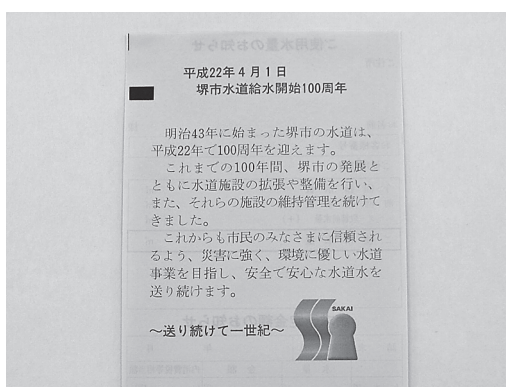 平成22年4月1日
堺市水道給水開始100周年
明治43年に始まった堺市の水道は、
平成22年で100周年を迎えます。
これまでの100年間、堺市の発展と
ともに水道施設の拡張や整備を行い、
また、それらの施設の維持管理を続けて
きました。
これからも市民のみなさまに信頼され
るよう、災害に強く、環境に優しい水道
事業を目指し、安全で安心な水道水を
送り続けます。
SAKAI
～送り続けて一世紀～